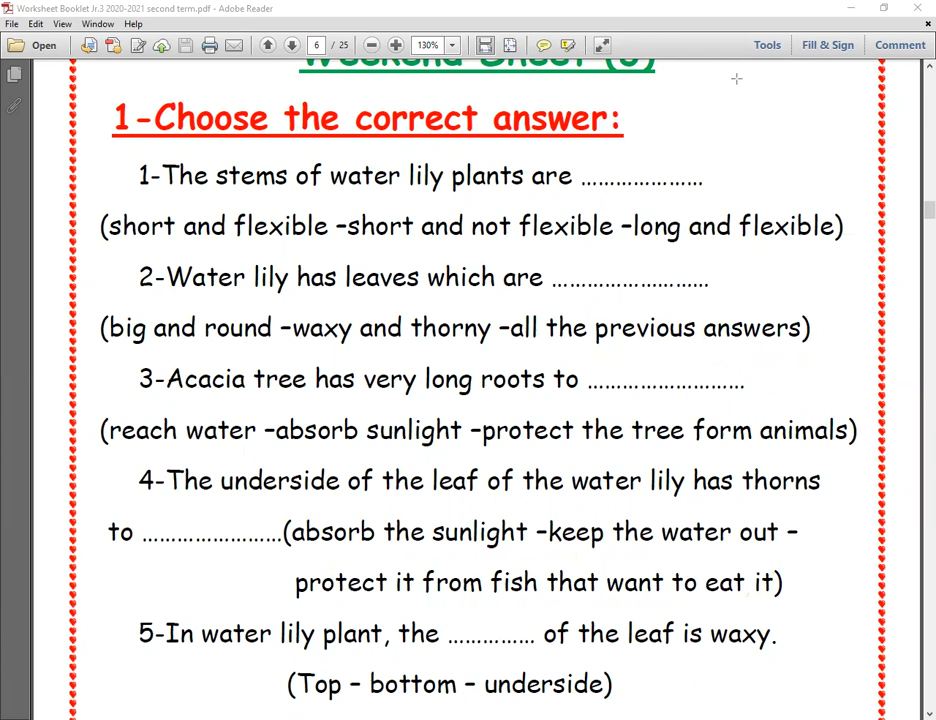 Worksheet Booklet Jr.3 2020-2021 second term.pdf - Adobe Reader
File Edit View Window Help
Open 6 / 25 130% Tools Fill & Sign Comment
Weekend Sheet (3)
1-Choose the correct answer:
1-The stems of water lily plants are …………………
(short and flexible –short and not flexible –long and flexible)
2-Water lily has leaves which are ………………………
(big and round –waxy and thorny –all the previous answers)
3-Acacia tree has very long roots to ………………………
(reach water –absorb sunlight –protect the tree form animals)
4-The underside of the leaf of the water lily has thorns
to ……………………(absorb the sunlight –keep the water out –
protect it from fish that want to eat it)
5-In water lily plant, the …………… of the leaf is waxy.
(Top – bottom – underside)